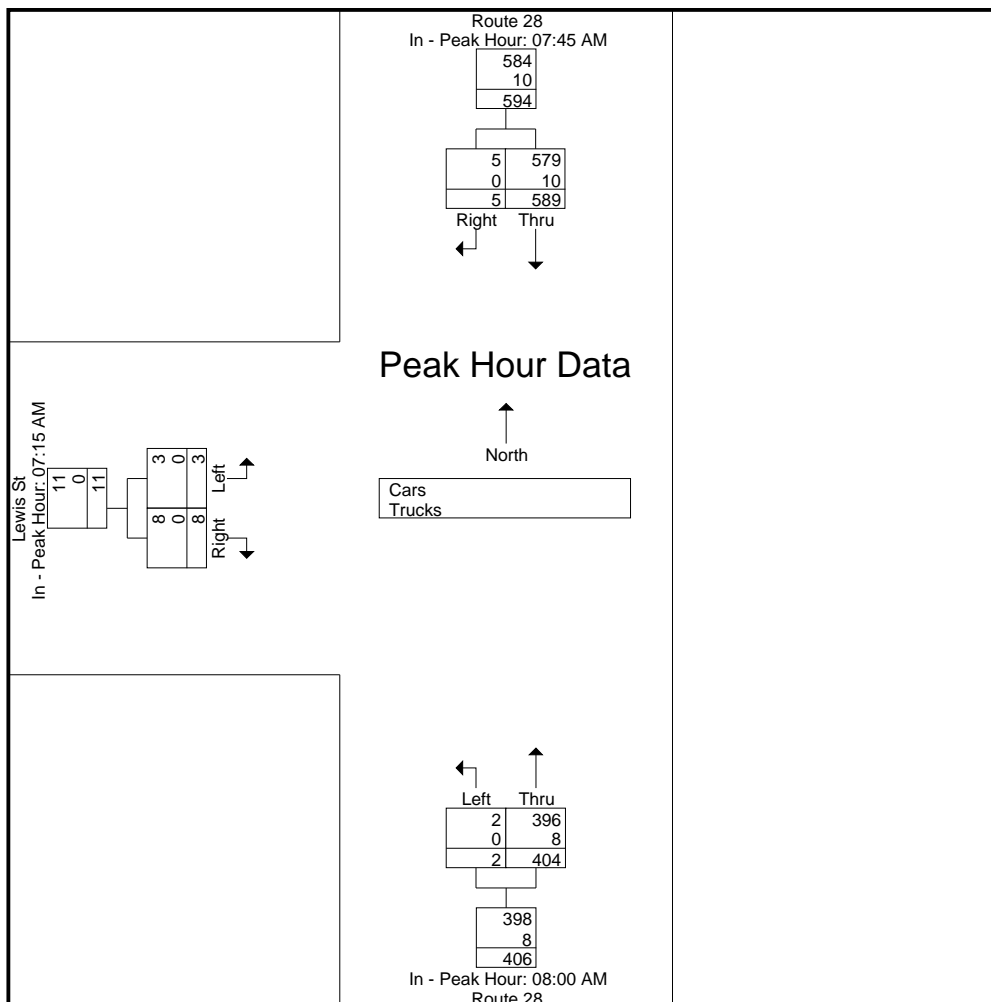 Route 28
In - Peak Hour: 07:45 AM
584
10
594
5 579
0 10
5 589
Right Thru
Peak Hour Data
North
Cars
Trucks
Lewis St
In - Peak Hour: 07:15 AM
11
0
11
3 0 3
Left
8 0 8
Right
Left Thru
2 396
0 8
2 404
398
8
406
In - Peak Hour: 08:00 AM
Route 28